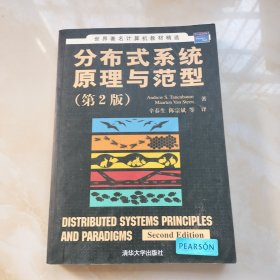 世界著名计算机教材精选
分布式系统
原理与范型
(第2版)
Andrew S. Tanenbaum
Maarten Van Steen 著
辛春生 陈宗斌 等 译
DISTRIBUTED SYSTEMS PRINCIPLES
AND PARADIGMS Second Edition
PEARSON
清华大学出版社